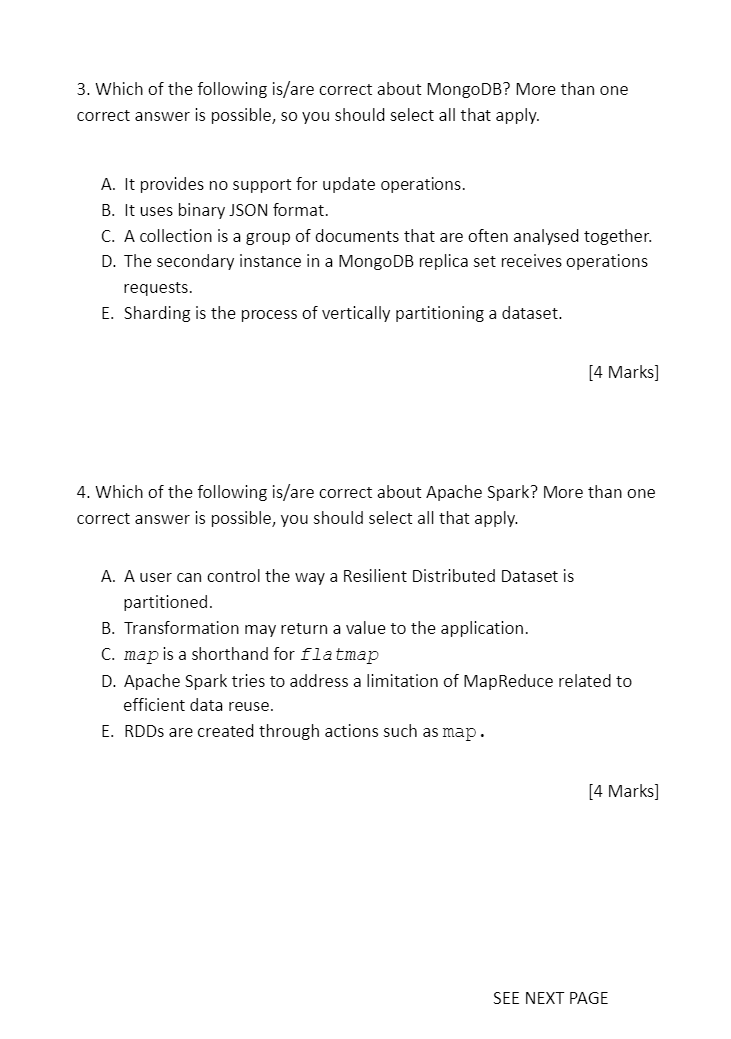 3. Which of the following is/are correct about MongoDB? More than one
correct answer is possible, so you should select all that apply.
A. It provides no support for update operations.
B. It uses binary JSON format.
C. A collection is a group of documents that are often analysed together.
D. The secondary instance in a MongoDB replica set receives operations
requests.
E. Sharding is the process of vertically partitioning a dataset.
[4 Marks]
4. Which of the following is/are correct about Apache Spark? More than one
correct answer is possible, you should select all that apply.
A. A user can control the way a Resilient Distributed Dataset is
partitioned.
B. Transformation may return a value to the application.
C. map is a shorthand for flatmap
D. Apache Spark tries to address a limitation of MapReduce related to
efficient data reuse.
E. RDDs are created through actions such as map.
[4 Marks]
SEE NEXT PAGE